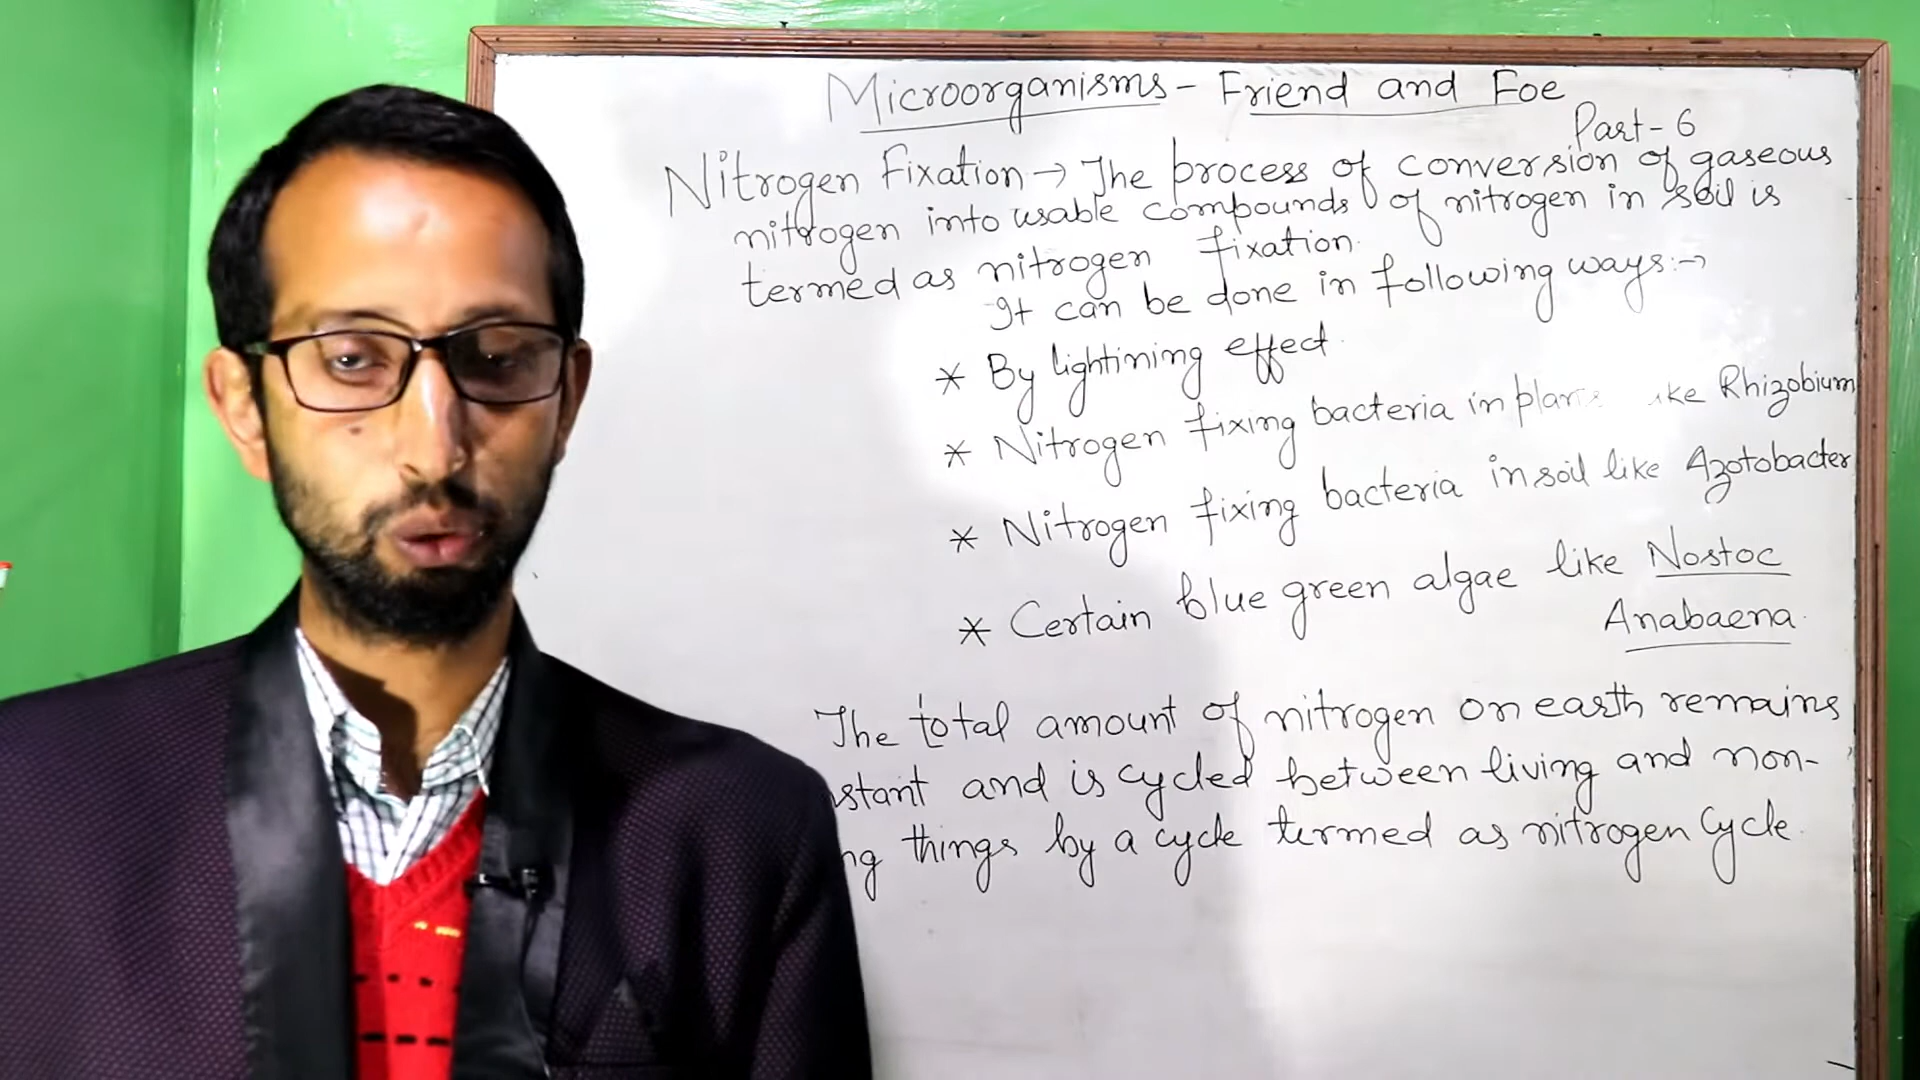 Microorganisms - Friend and Foe
Part - 6
Nitrogen Fixation → The process of conversion of gaseous
nitrogen into usable compounds of nitrogen in soil is
termed as nitrogen fixation.
It can be done in following ways:→
* By lightining effect.
* Nitrogen fixing bacteria in Rhizobium
* Nitrogen fixing bacteria in soil like Azotobacter
* Certain blue green algae like Nostoc
Anabaena.
The total amount of nitrogen on earth remains
and is cycled between living and non-
things by a cycle termed as nitrogen cycle.